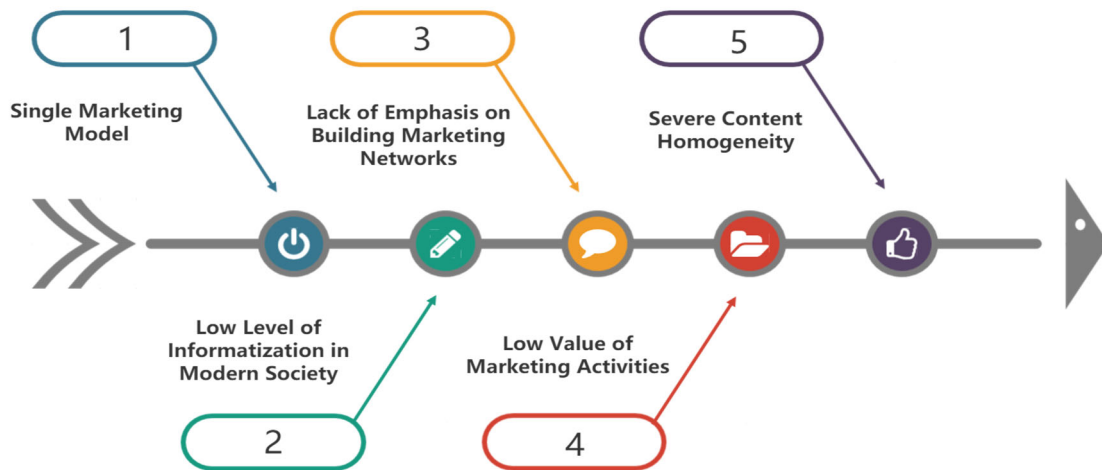 1
Single Marketing
Model
2
Low Level of
Informatization in
Modern Society
3
Lack of Emphasis on
Building Marketing
Networks
4
Low Value of
Marketing Activities
5
Severe Content
Homogeneity